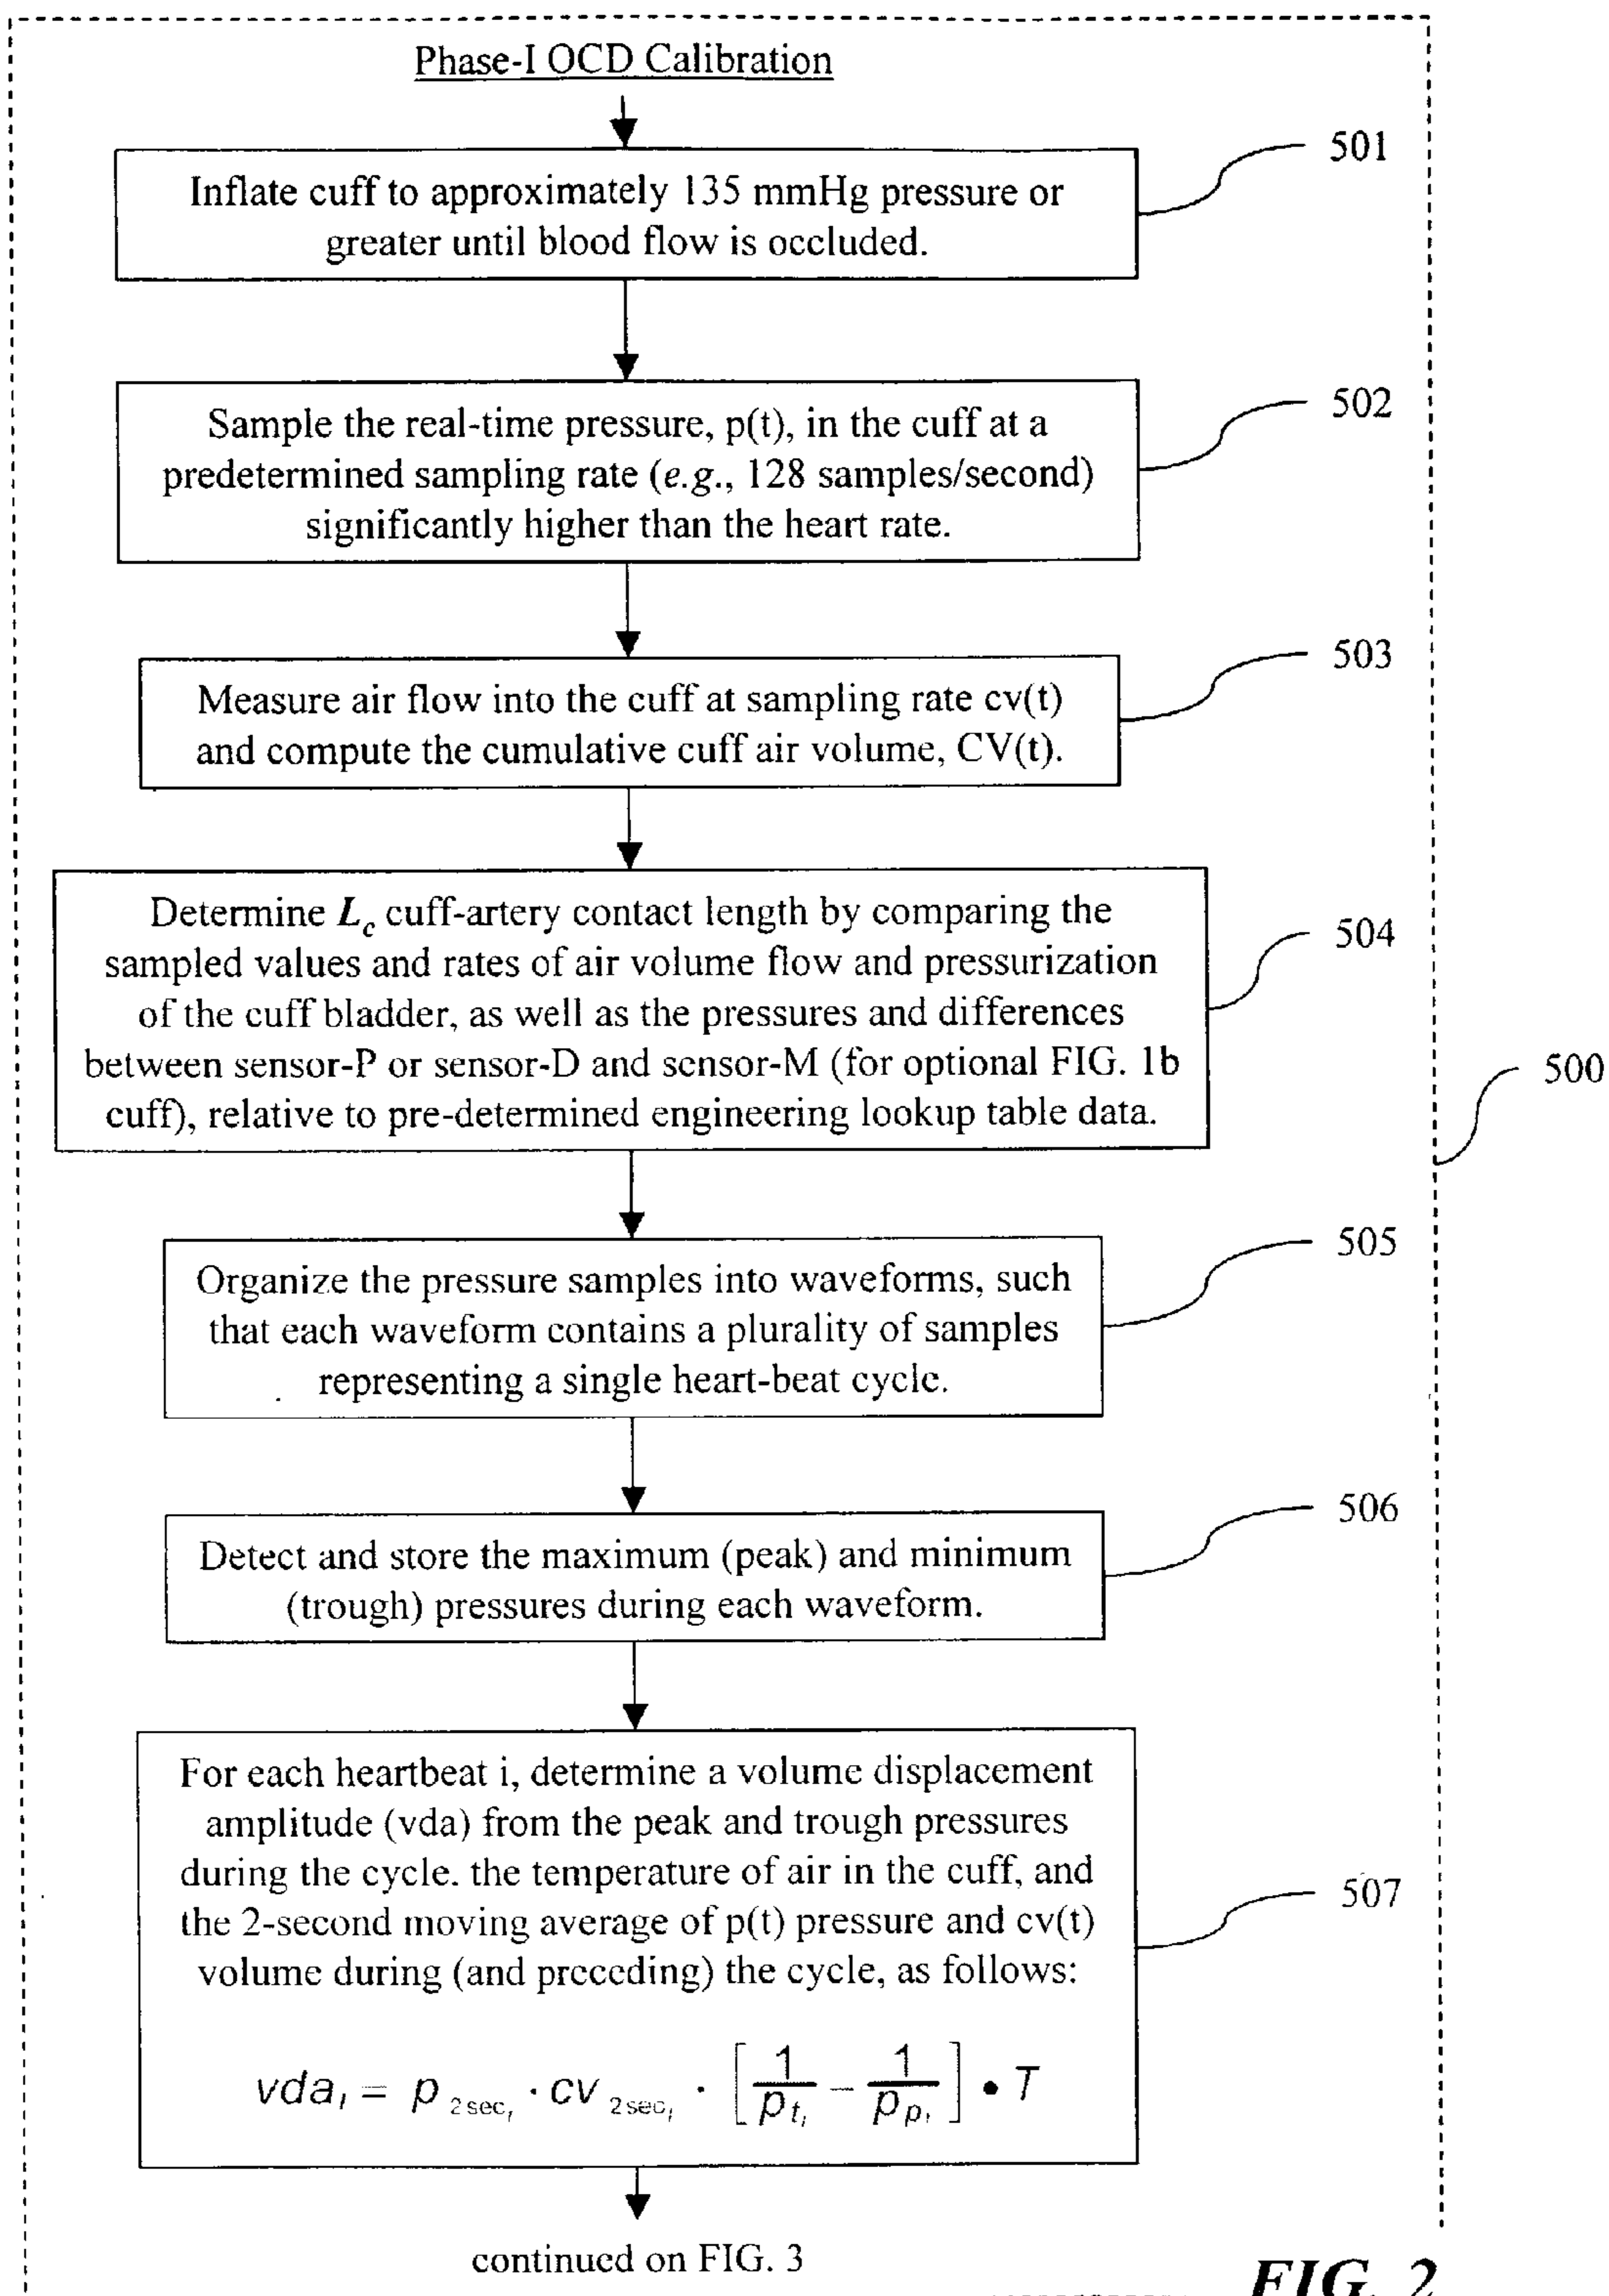 Phase-I OCD Calibration
501
Inflate cuff to approximately 135 mmHg pressure or
greater until blood flow is occluded.
502
Sample the real-time pressure, p(t), in the cuff at a
predetermined sampling rate (e.g., 128 samples/second)
significantly higher than the heart rate.
503
Measure air flow into the cuff at sampling rate cv(t)
and compute the cumulative cuff air volume, CV(t).
504
Determine L_c cuff-artery contact length by comparing the
sampled values and rates of air volume flow and pressurization
of the cuff bladder, as well as the pressures and differences
between sensor-P or sensor-D and sensor-M (for optional FIG. 1b
cuff), relative to pre-determined engineering lookup table data.
500
505
Organize the pressure samples into waveforms, such
that each waveform contains a plurality of samples
representing a single heart-beat cycle.
506
Detect and store the maximum (peak) and minimum
(trough) pressures during each waveform.
507
For each heartbeat i, determine a volume displacement
amplitude (vda) from the peak and trough pressures
during the cycle. the temperature of air in the cuff, and
the 2-second moving average of p(t) pressure and cv(t)
volume during (and preceding) the cycle, as follows:
vda_i = p_{2sec_i} · cv_{2sec_i} · [1/p_{t_i} − 1/p_{p_i}] • T
continued on FIG. 3
FIG. 2